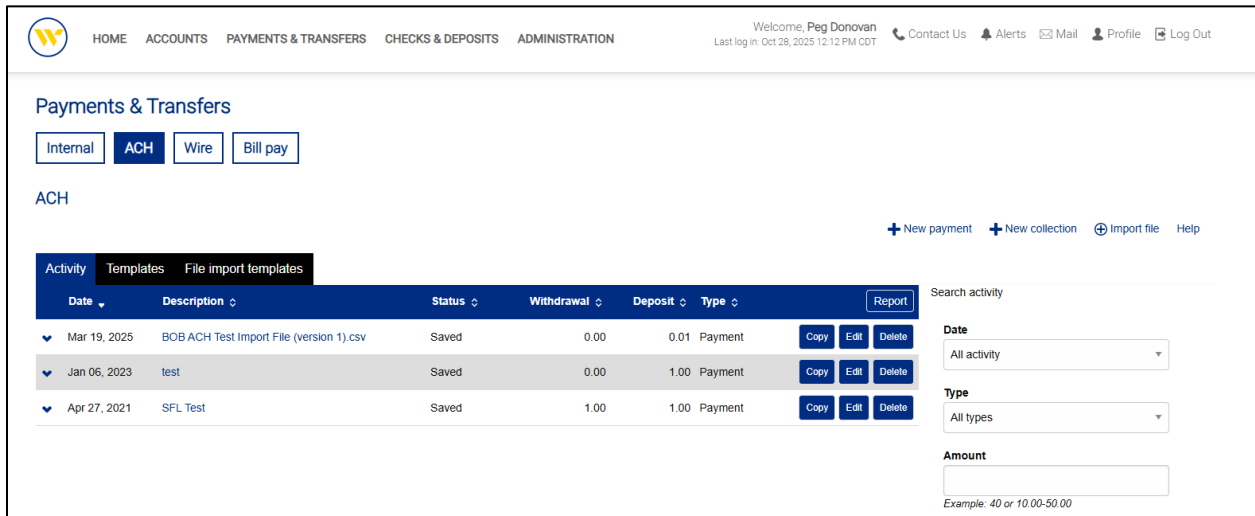 W
HOME ACCOUNTS PAYMENTS & TRANSFERS CHECKS & DEPOSITS ADMINISTRATION
Welcome, Peg Donovan
Last log in: Oct 28, 2025 12:12 PM CDT
Contact Us Alerts Mail Profile Log Out
Payments & Transfers
Internal ACH Wire Bill pay
ACH
New payment New collection Import file Help
Activity Templates File import templates
Date Description Status Withdrawal Deposit Type Report
Mar 19, 2025 BOB ACH Test Import File (version 1).csv Saved 0.00 0.01 Payment Copy Edit Delete
Jan 06, 2023 test Saved 0.00 1.00 Payment Copy Edit Delete
Apr 27, 2021 SFL Test Saved 1.00 1.00 Payment Copy Edit Delete
Search activity
Date
All activity
Type
All types
Amount
Example: 40 or 10.00-50.00